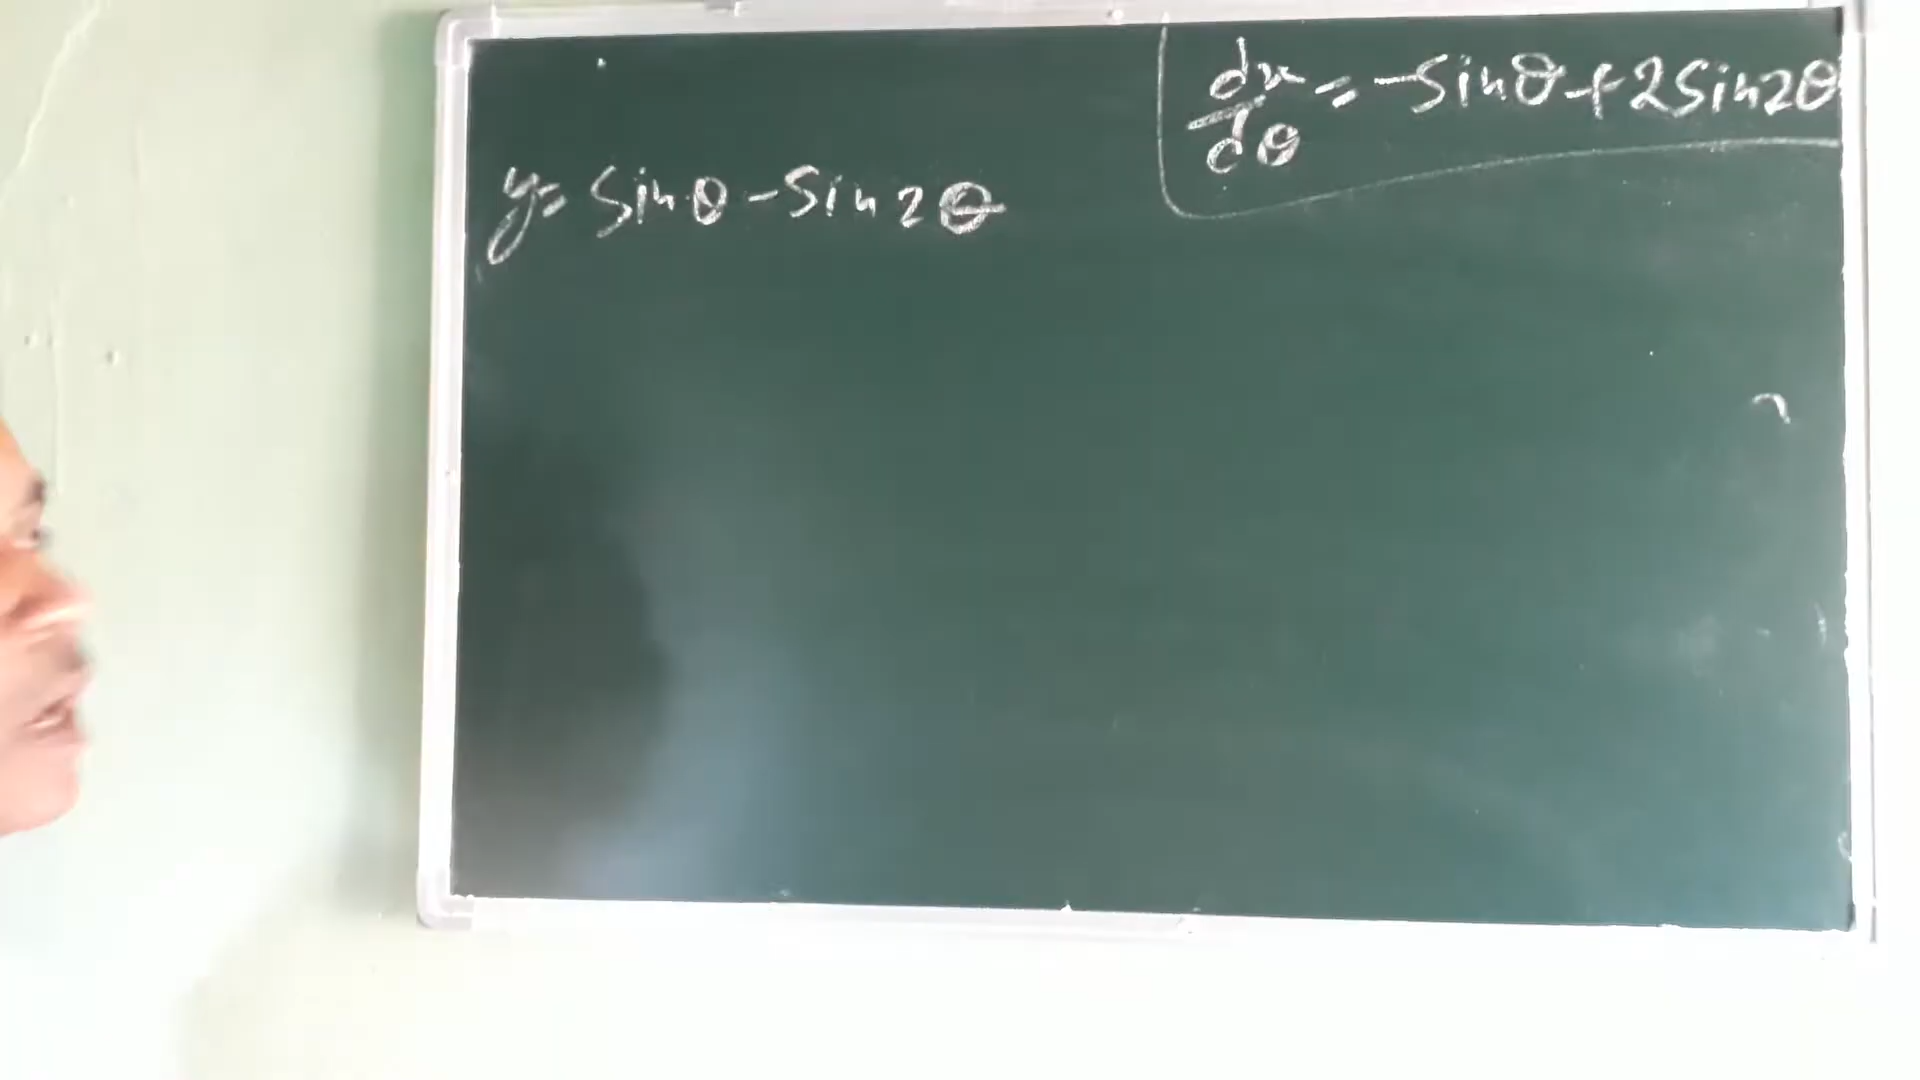 dx/dθ = -Sinθ + 2Sin2θ
y = Sinθ - Sin2θ